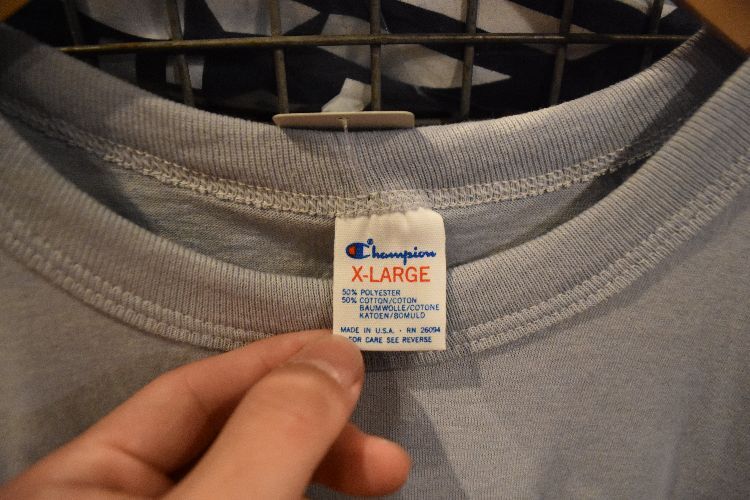 Champion
X-LARGE
50% POLYESTER
50% COTTON/COTON
BAUMWOLLE/COTONE
KATOEN/BOMULD
MADE IN U.S.A. · RN 26094
FOR CARE SEE REVERSE